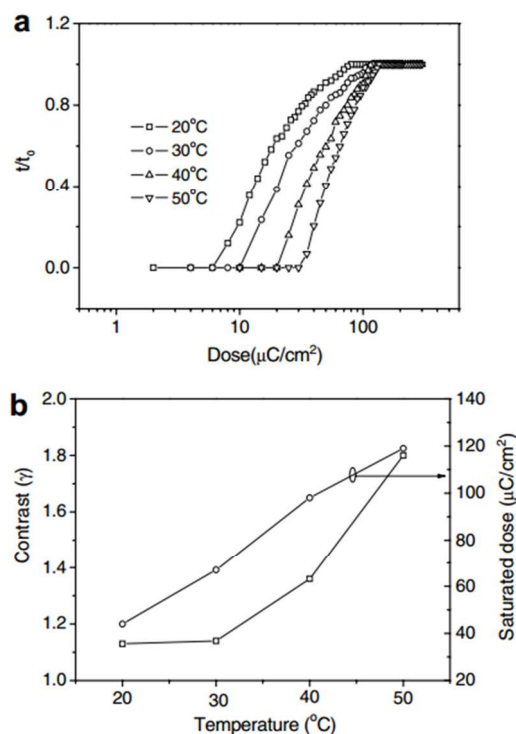 a
1.2
0.8
0.4
0.0
t/t0
20°C
30°C
40°C
50°C
1
10
100
Dose(μC/cm²)
b
2.0
1.8
1.6
1.4
1.2
1.0
Contrast (γ)
140
120
100
80
60
40
20
Saturated dose (μC/cm²)
20
30
40
50
Temperature (°C)